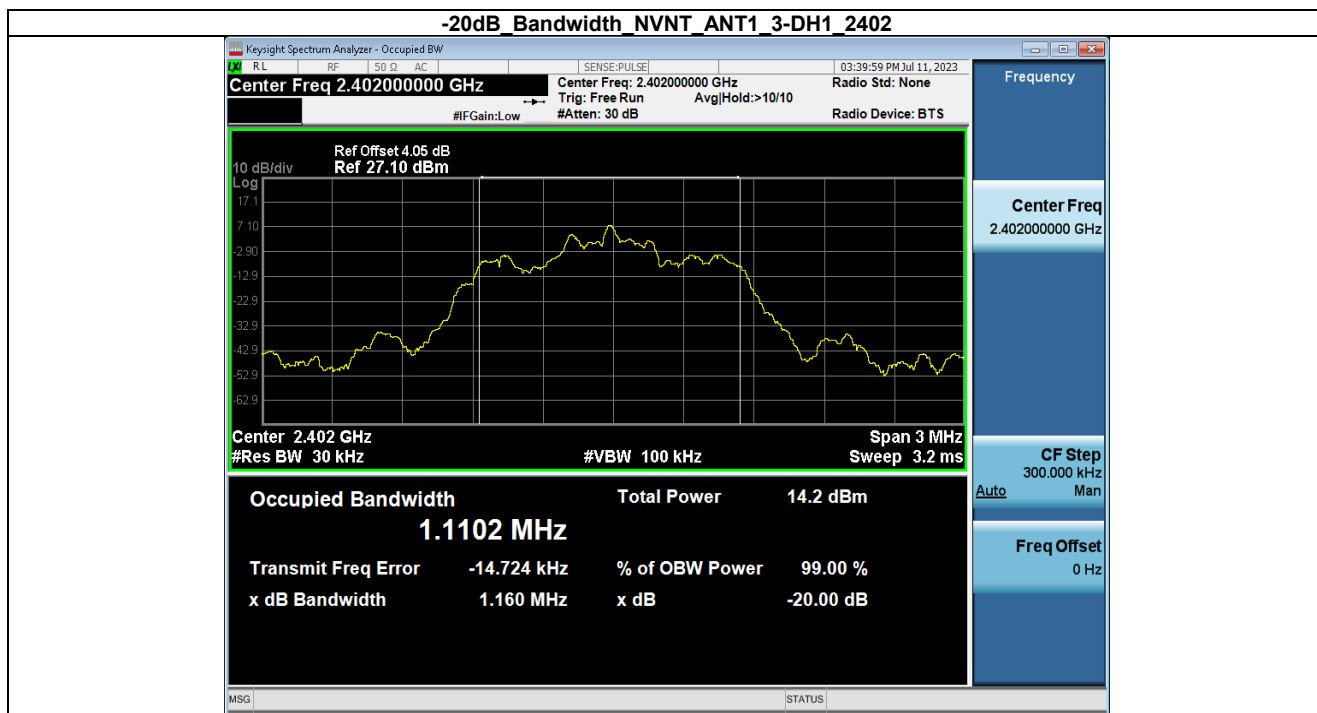 -20dB_Bandwidth_NVNT_ANT1_3-DH1_2402
Keysight Spectrum Analyzer - Occupied BW
LXI RL RF 50 Ω AC SENSE:PULSE 03:39:59 PM Jul 11, 2023
Center Freq 2.402000000 GHz
Center Freq: 2.402000000 GHz Radio Std: None
Trig: Free Run Avg|Hold:>10/10
#IFGain:Low #Atten: 30 dB Radio Device: BTS
Ref Offset 4.05 dB
10 dB/div Ref 27.10 dBm
Log
17.1
7.10
-2.90
-12.9
-22.9
-32.9
-42.9
-52.9
-62.9
Center 2.402 GHz Span 3 MHz
#Res BW 30 kHz #VBW 100 kHz Sweep 3.2 ms
Occupied Bandwidth Total Power 14.2 dBm
1.1102 MHz
Transmit Freq Error -14.724 kHz % of OBW Power 99.00 %
x dB Bandwidth 1.160 MHz x dB -20.00 dB
MSG STATUS
Frequency
Center Freq
2.402000000 GHz
CF Step
300.000 kHz
Auto Man
Freq Offset
0 Hz